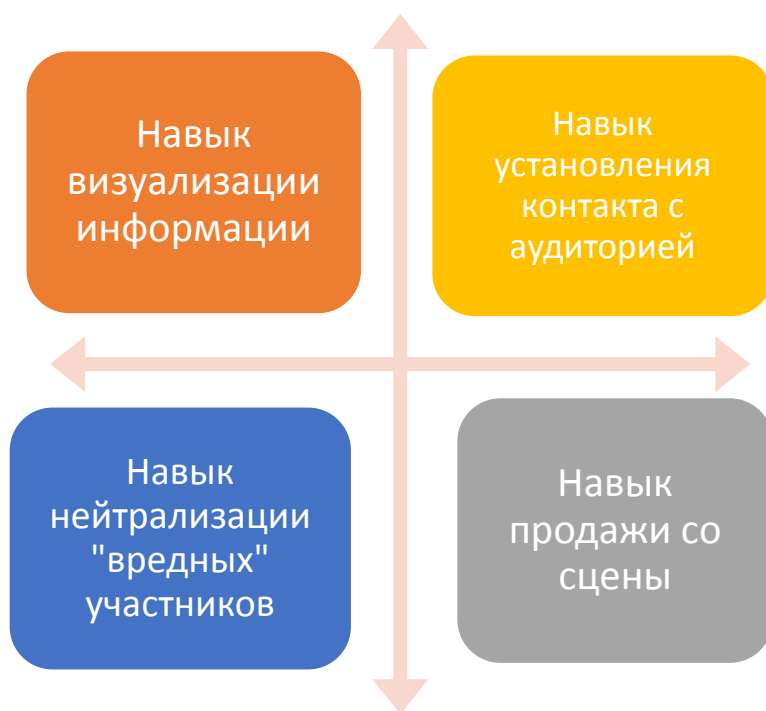 Навык
визуализации
информации
Навык
установления
контакта с
аудиторией
Навык
нейтрализации
"вредных"
участников
Навык
продажи со
сцены